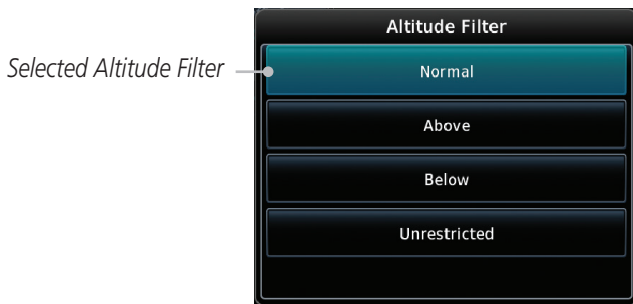 Altitude Filter
Selected Altitude Filter
Normal
Above
Below
Unrestricted